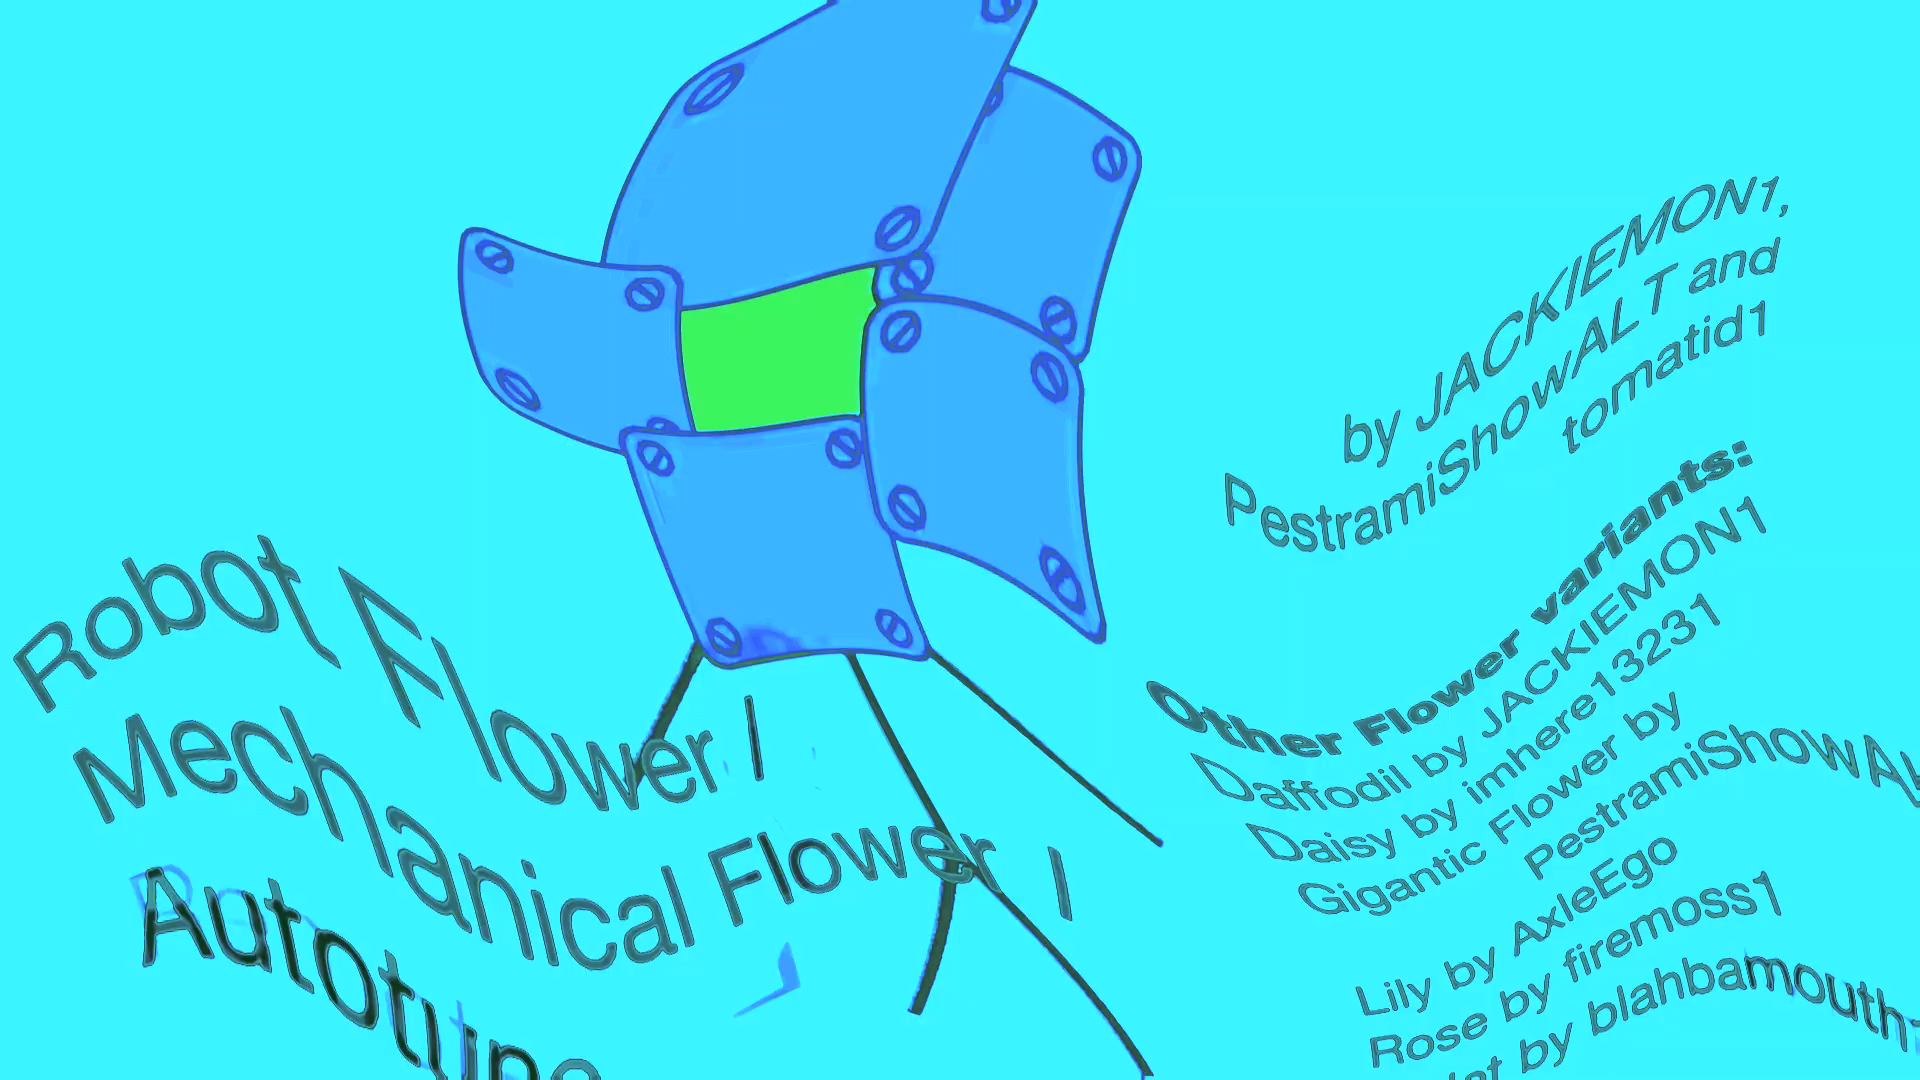 Robot Flower |
Mechanical Flower |
Autotype
by JACKIEMON1,
PestramiShowALT and
tomatid1
Other Flower variants:
Daffodil by JACKIEMON1
Daisy by imhere13231
Gigantic Flower by
PestramiShowAL
Lily by AxleEgo
Rose by firemoss1
by blahbamouth